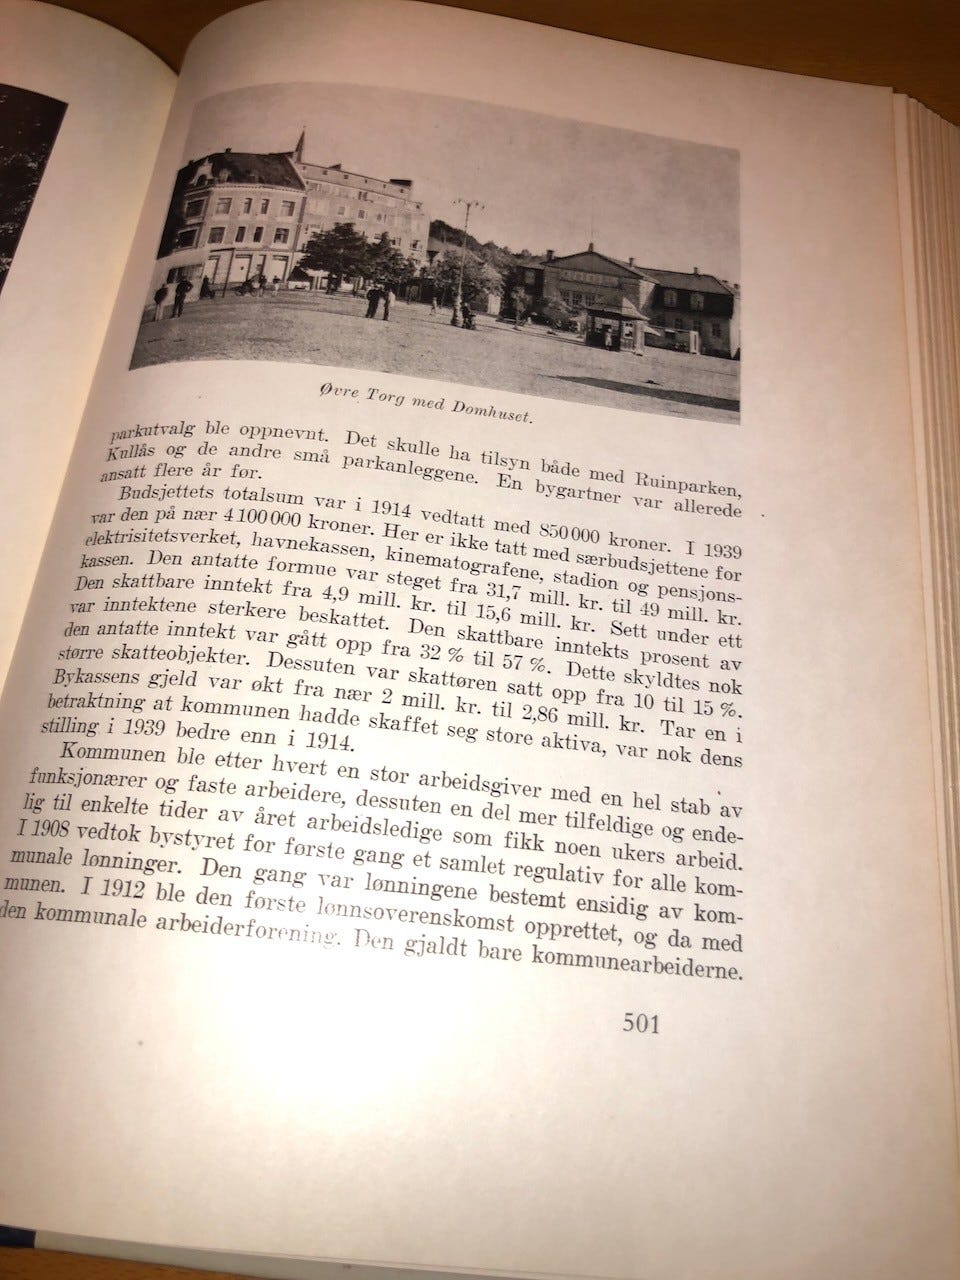 Øvre Torg med Domhuset.
parkutvalg ble oppnevnt. Det skulle ha tilsyn både med Ruinparken,
Kullås og de andre små parkanleggene. En bygartner var allerede
ansatt flere år før.
Budsjettets totalsum var i 1914 vedtatt med 850000 kroner. I 1939
var den på nær 4100000 kroner. Her er ikke tatt med særbudsjettene for
elektrisitetsverket, havnekassen, kinematografene, stadion og pensjons-
kassen. Den antatte formue var steget fra 31,7 mill. kr. til 49 mill. kr.
Den skattbare inntekt fra 4,9 mill. kr. til 15,6 mill. kr. Sett under ett
var inntektene sterkere beskattet. Den skattbare inntekts prosent av
den antatte inntekt var gått opp fra 32 % til 57 %. Dette skyldtes nok
større skatteobjekter. Dessuten var skattøren satt opp fra 10 til 15 %.
Bykassens gjeld var økt fra nær 2 mill. kr. til 2,86 mill. kr. Tar en i
betraktning at kommunen hadde skaffet seg store aktiva, var nok dens
stilling i 1939 bedre enn i 1914.
Kommunen ble etter hvert en stor arbeidsgiver med en hel stab av
funksjonærer og faste arbeidere, dessuten en del mer tilfeldige og ende-
lig til enkelte tider av året arbeidsledige som fikk noen ukers arbeid.
I 1908 vedtok bystyret for første gang et samlet regulativ for alle kom-
munale lønninger. Den gang var lønningene bestemt ensidig av kom-
munen. I 1912 ble den første lønnsoverenskomst opprettet, og da med
den kommunale arbeiderforening. Den gjaldt bare kommunearbeiderne.
501